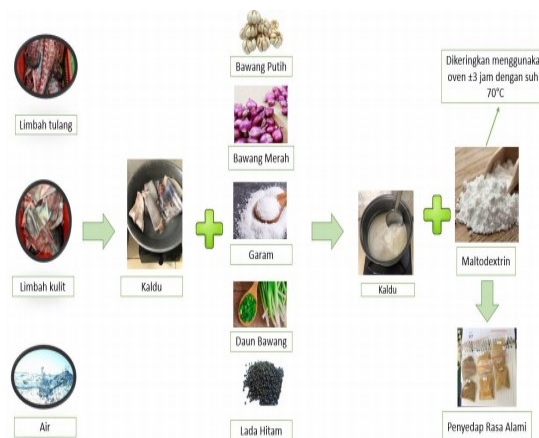 Limbah tulang
Limbah kulit
Air
Kaldu
Bawang Putih
Bawang Merah
Garam
Daun Bawang
Lada Hitam
Kaldu
Dikeringkan menggunaka
oven ±3 jam dengan suh
70°C
Maltodextrin
Penyedap Rasa Alami